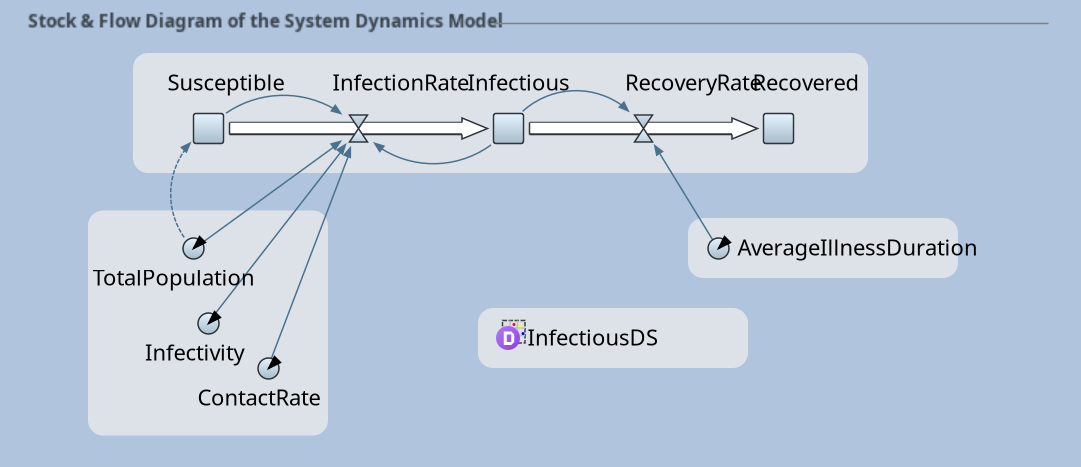 Stock & Flow Diagram of the System Dynamics Model
Susceptible
InfectionRate
Infectious
RecoveryRate
Recovered
TotalPopulation
AverageIllnessDuration
Infectivity
D InfectiousDS
ContactRate